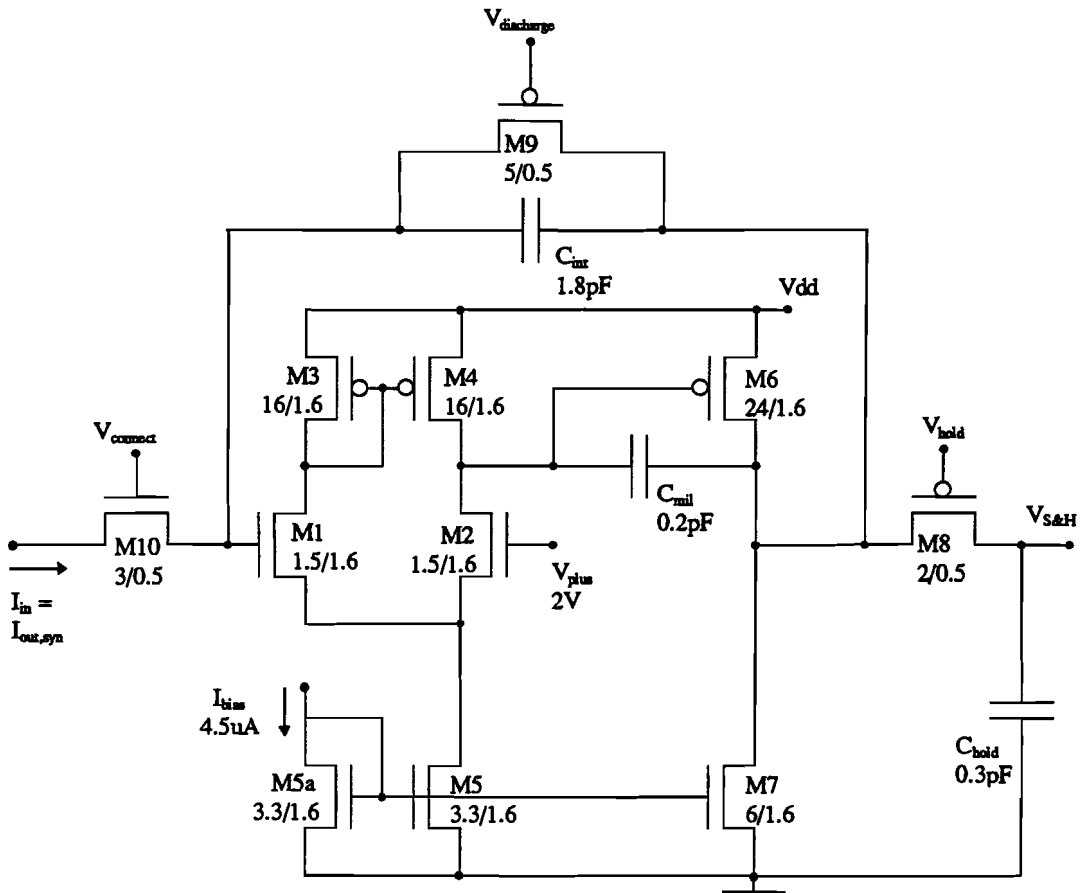 V_discharge
M9
5/0.5
C_int
1.8pF
Vdd
M3
16/1.6
M4
16/1.6
M6
24/1.6
V_connect
V_hold
C_mil
0.2pF
V_S&H
M10
3/0.5
M1
1.5/1.6
M2
1.5/1.6
V_plus
2V
M8
2/0.5
I_in =
I_out,syn
I_bias
4.5uA
C_hold
0.3pF
M5a
3.3/1.6
M5
3.3/1.6
M7
6/1.6